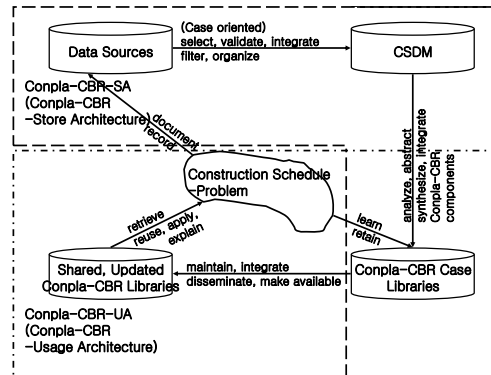 (Case oriented)
select, validate, integrate
filter, organize
Data Sources
CSDM
Conpla-CBR-SA
(Conpla-CBR
-Store Architecture)
document
record
analyze, abstract
synthesize, integrate
Conpla-CBR
components
Construction Schedule
-Problem
retrieve
reuse, apply,
explain
learn
retain
Shared, Updated
Conpla-CBR Libraries
maintain, integrate
disseminate, make available
Conpla-CBR Case
Libraries
Conpla-CBR-UA
(Conpla-CBR
-Usage Architecture)